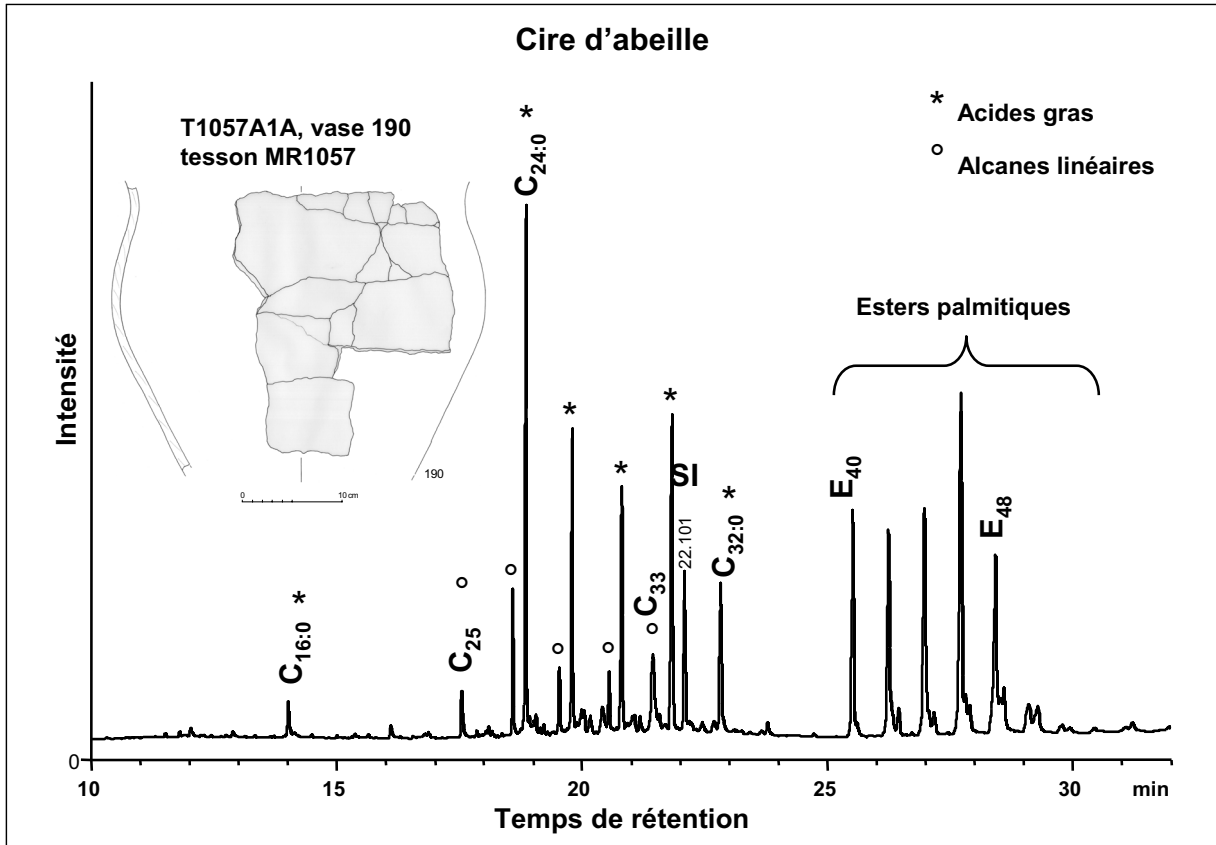 Cire d’abeille
T1057A1A, vase 190
tesson MR1057
* Acides gras
° Alcanes linéaires
190
0 10 cm
Intensité
C16:0 *
° C25
°
* C24:0
°
*
°
*
° C33
*
SI
22.101
C32:0 *
Esters palmitiques
E40
E48
0
10 15 20 25 30 min
Temps de rétention